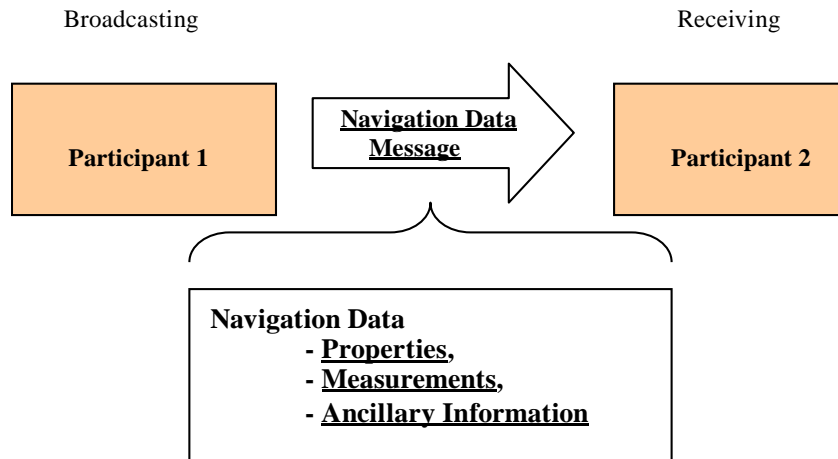 Broadcasting
Receiving
Participant 1
Navigation Data
Message
Participant 2
Navigation Data
- Properties,
- Measurements,
- Ancillary Information